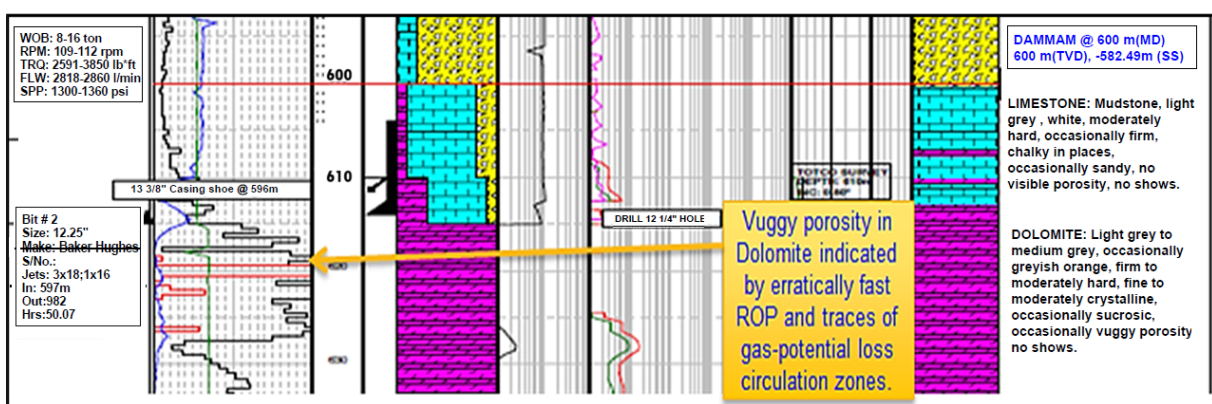 WOB: 8-16 ton
RPM: 109-112 rpm
TRQ: 2591-3850 lb*ft
FLW: 2818-2860 l/min
SPP: 1300-1360 psi
13 3/8" Casing shoe @ 596m
Bit # 2
Size: 12.25"
Make: Baker Hughes
S/No.:
Jets: 3x18;1x16
In: 597m
Out:982
Hrs:50.07
600
610
TOTCO SURVEY
DRILL 12 1/4" HOLE
Vuggy porosity in
Dolomite indicated
by erratically fast
ROP and traces of
gas-potential loss
circulation zones.
DAMMAM @ 600 m(MD)
600 m(TVD), -582.49m (SS)
LIMESTONE: Mudstone, light
grey , white, moderately
hard, occasionally firm,
chalky in places,
occasionally sandy, no
visible porosity, no shows.
DOLOMITE: Light grey to
medium grey, occasionally
greyish orange, firm to
moderately hard, fine to
moderately crystalline,
occasionally sucrosic,
occasionally vuggy porosity
no shows.